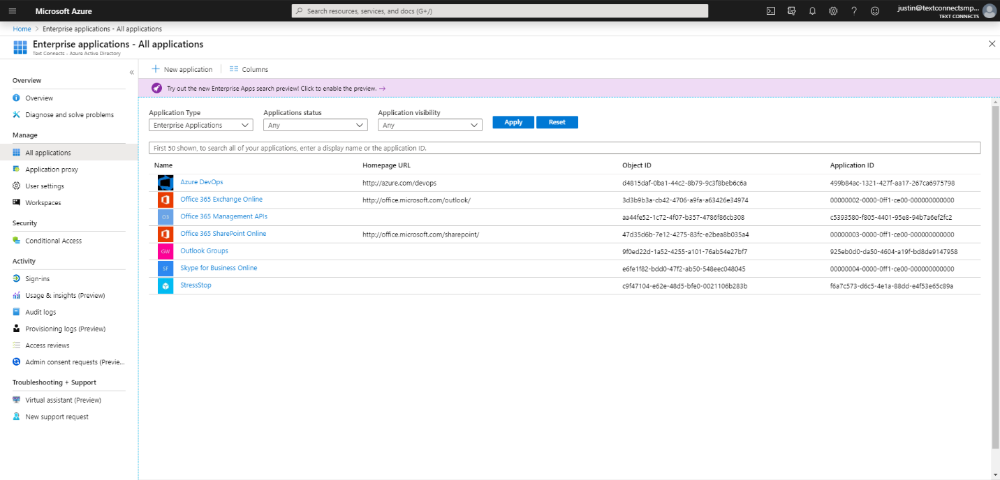 Microsoft Azure
Search resources, services, and docs (G+/)
justin@textconnectsmp...
TEXT CONNECTS
Home > Enterprise applications - All applications
Enterprise applications - All applications
Text Connects - Azure Active Directory
«
Overview
Overview
Diagnose and solve problems
Manage
All applications
Application proxy
User settings
Workspaces
Security
Conditional Access
Activity
Sign-ins
Usage & insights (Preview)
Audit logs
Provisioning logs (Preview)
Access reviews
Admin consent requests (Previe...
Troubleshooting + Support
Virtual assistant (Preview)
New support request
New application
Columns
Try out the new Enterprise Apps search preview! Click to enable the preview. →
Application Type Applications status Application visibility
Enterprise Applications Any Any Apply Reset
First 50 shown, to search all of your applications, enter a display name or the application ID.
Name Homepage URL Object ID Application ID
Azure DevOps http://azure.com/devops d4815daf-0ba1-44c2-8b79-9c3f8beb6c6a 499b84ac-1321-427f-aa17-267ca6975798
Office 365 Exchange Online http://office.microsoft.com/outlook/ 3d3b9b3a-cb42-4706-a9fa-a63426e34974 00000002-0000-0ff1-ce00-000000000000
O3 Office 365 Management APIs aa44fe52-1c72-4f07-b357-4786f86cb308 c5393580-f805-4401-95e8-94b7a6ef2fc2
Office 365 SharePoint Online http://office.microsoft.com/sharepoint/ 47d35d6b-7e12-4275-83fc-e2bea8b035a4 00000003-0000-0ff1-ce00-000000000000
GW Outlook Groups 9f0ed22d-1a52-4255-a101-76ab54e27bf7 925eb0d0-da50-4604-a19f-bd8de9147958
SF Skype for Business Online e6fe1f82-bdd0-47f2-ab50-548eec048045 00000004-0000-0ff1-ce00-000000000000
StressStop c9f47104-e62e-48d5-bfe0-0021106b283b f6a7c573-d6c5-4e1a-88dd-e4f53e65c89a